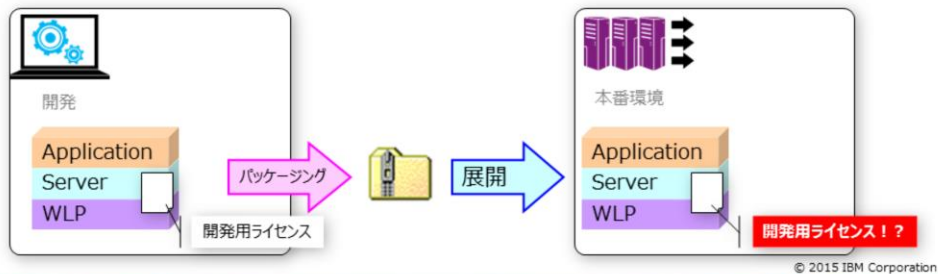 開発
Application
Server
WLP
開発用ライセンス
パッケージング
展開
本番環境
Application
Server
WLP
開発用ライセンス！？
© 2015 IBM Corporation